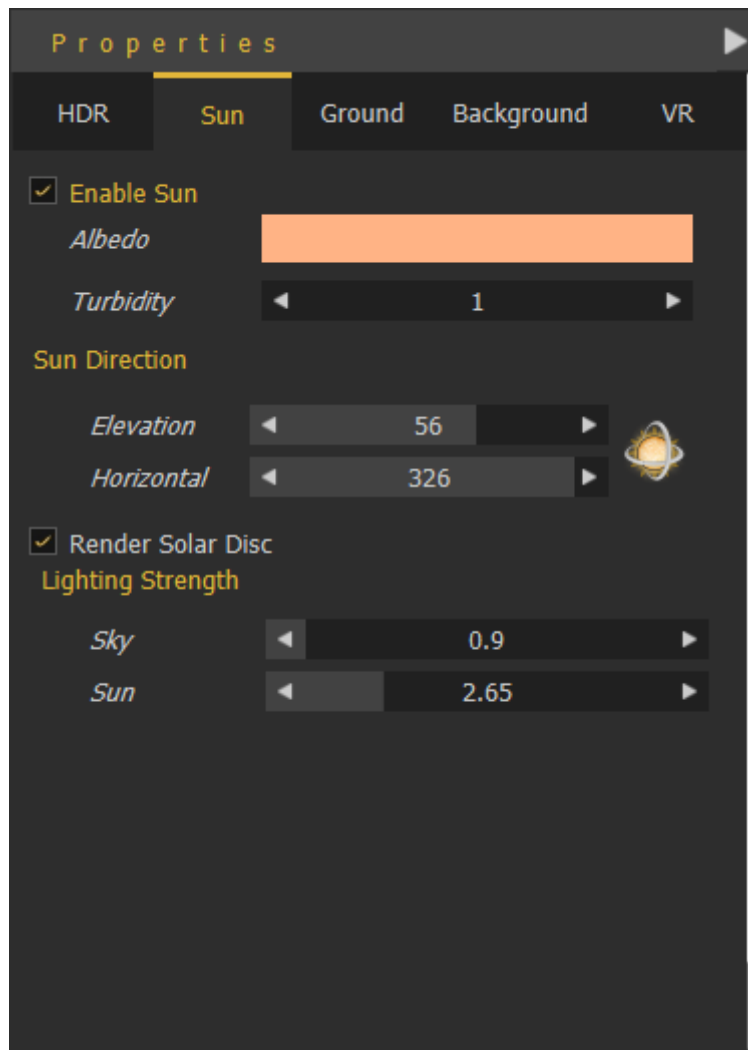 Properties
HDR Sun Ground Background VR
Enable Sun
Albedo
Turbidity 1
Sun Direction
Elevation 56
Horizontal 326
Render Solar Disc
Lighting Strength
Sky 0.9
Sun 2.65